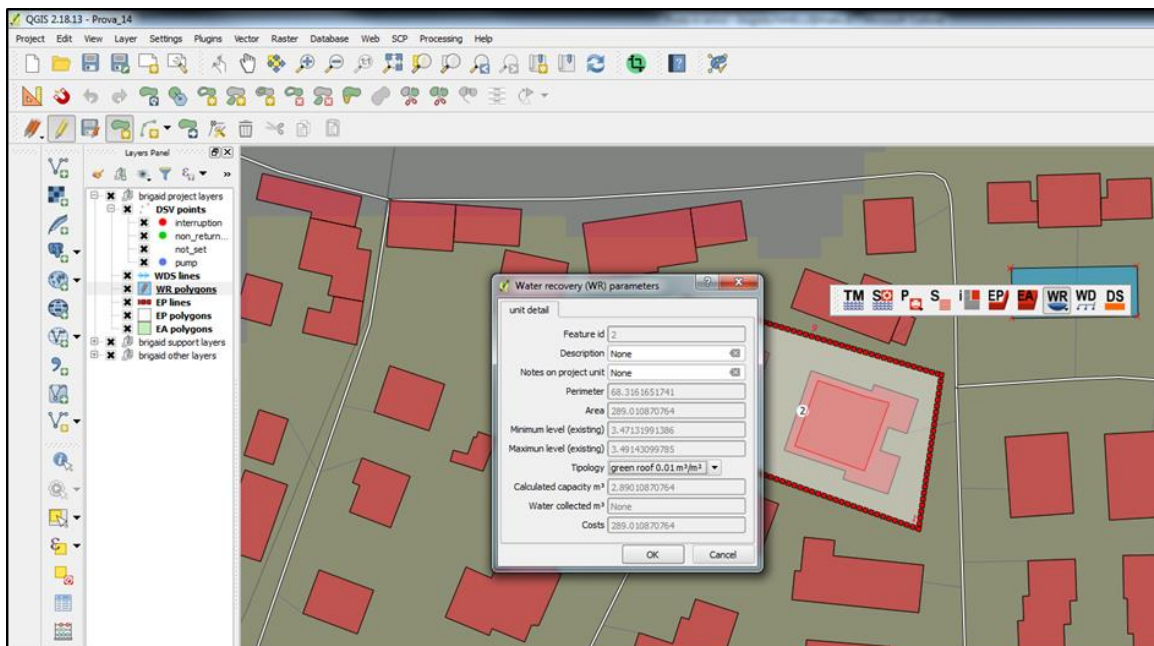 QGIS 2.18.13 - Prova_14
Project Edit View Layer Settings Plugins Vector Raster Database Web SCP Processing Help
Layers Panel
brigaid project layers
DSV points
interruption
non_return...
not_set
pump
WDS lines
WR polygons
EP lines
EP polygons
EA polygons
brigaid support layers
brigaid other layers
TM S P S i EP EA WR WD DS
2
Water recovery (WR) parameters
unit detail
Feature id 2
Description None
Notes on project unit None
Perimeter 68.3161651741
Area 289.010870764
Minimum level (existing) 3.47131991386
Maximun level (existing) 3.49143099785
Tipology green roof 0.01 m³/m²
Calculated capacity m³ 2.89010870764
Water collected m³ None
Costs 289.010870764
OK Cancel